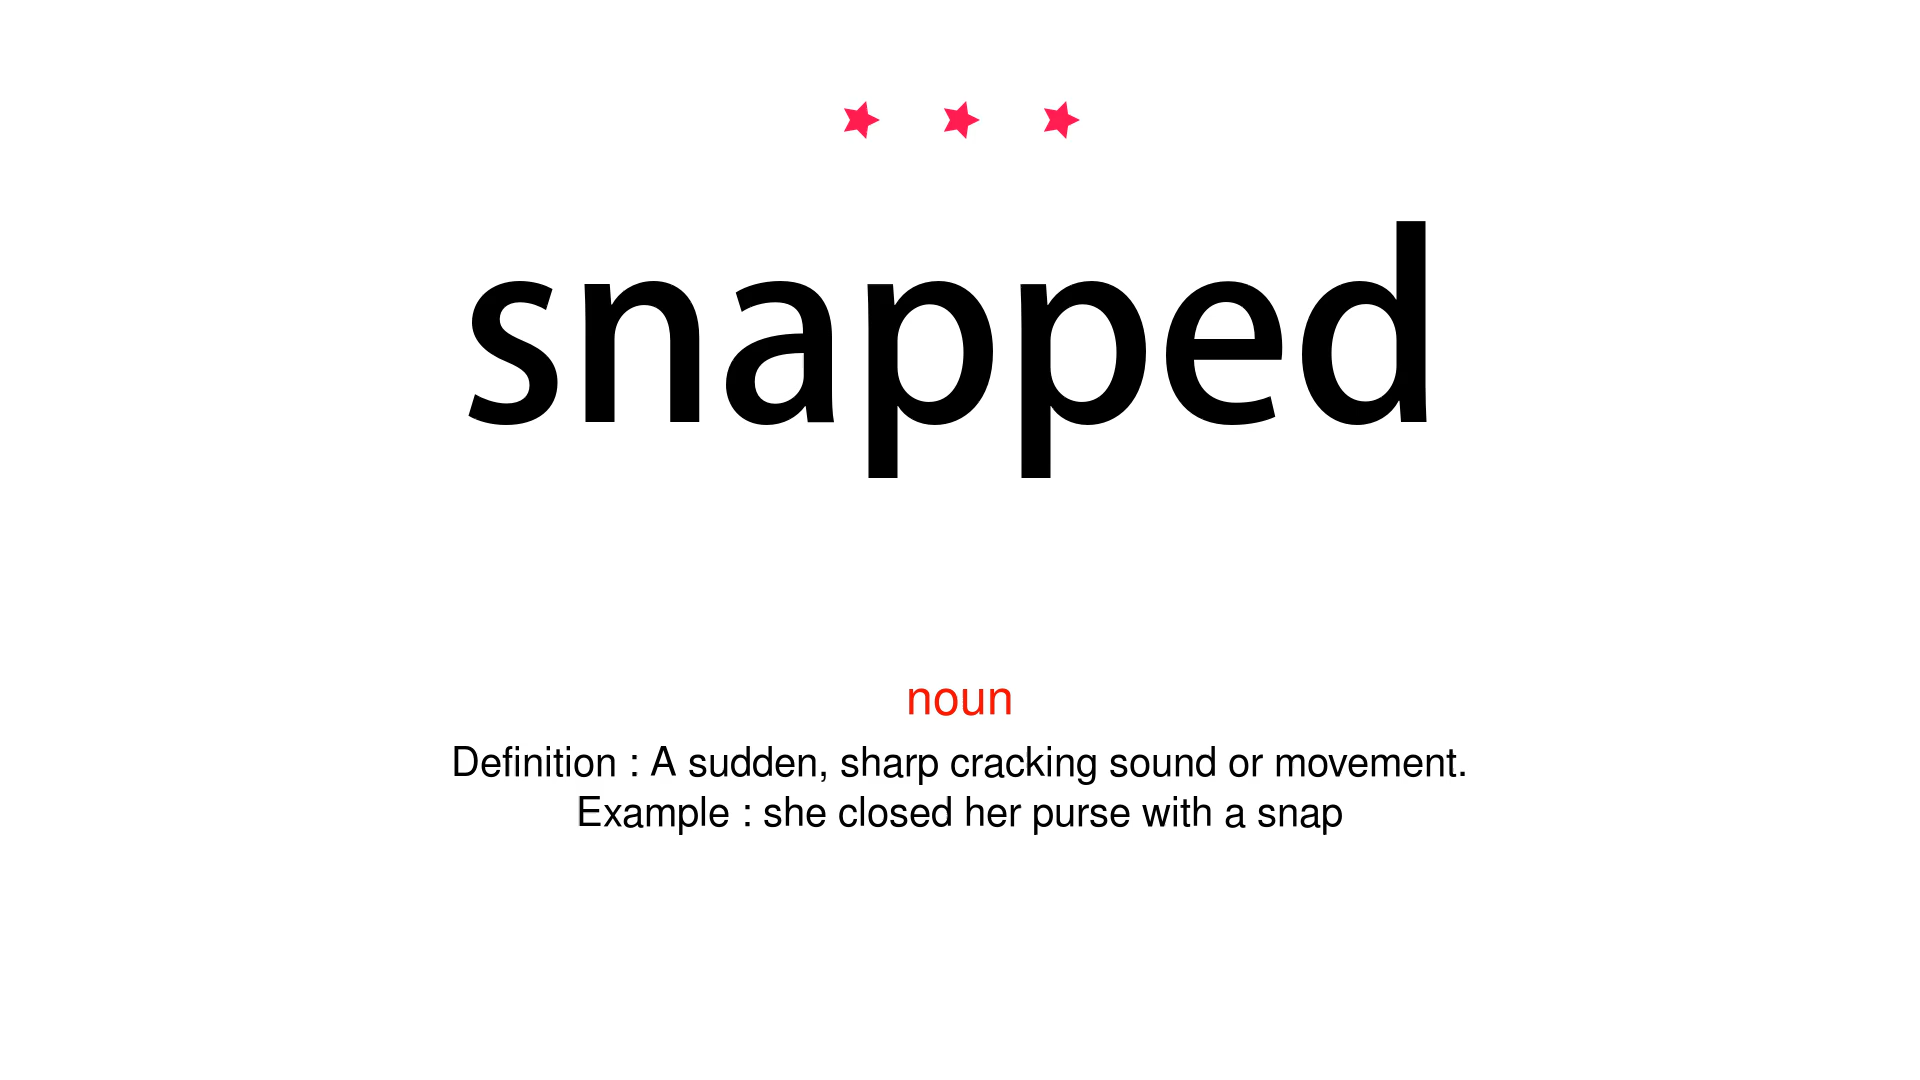 snapped
noun
Definition : A sudden, sharp cracking sound or movement.
Example : she closed her purse with a snap